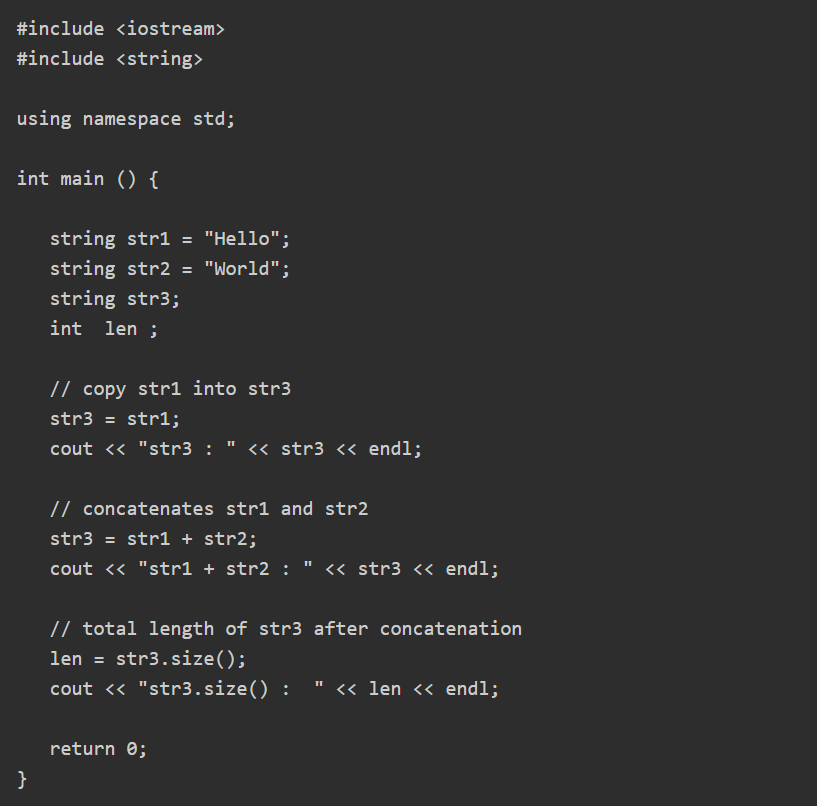 #include <iostream>
#include <string>

using namespace std;

int main () {

   string str1 = "Hello";
   string str2 = "World";
   string str3;
   int  len ;

   // copy str1 into str3
   str3 = str1;
   cout << "str3 : " << str3 << endl;

   // concatenates str1 and str2
   str3 = str1 + str2;
   cout << "str1 + str2 : " << str3 << endl;

   // total length of str3 after concatenation
   len = str3.size();
   cout << "str3.size() :  " << len << endl;

   return 0;
}